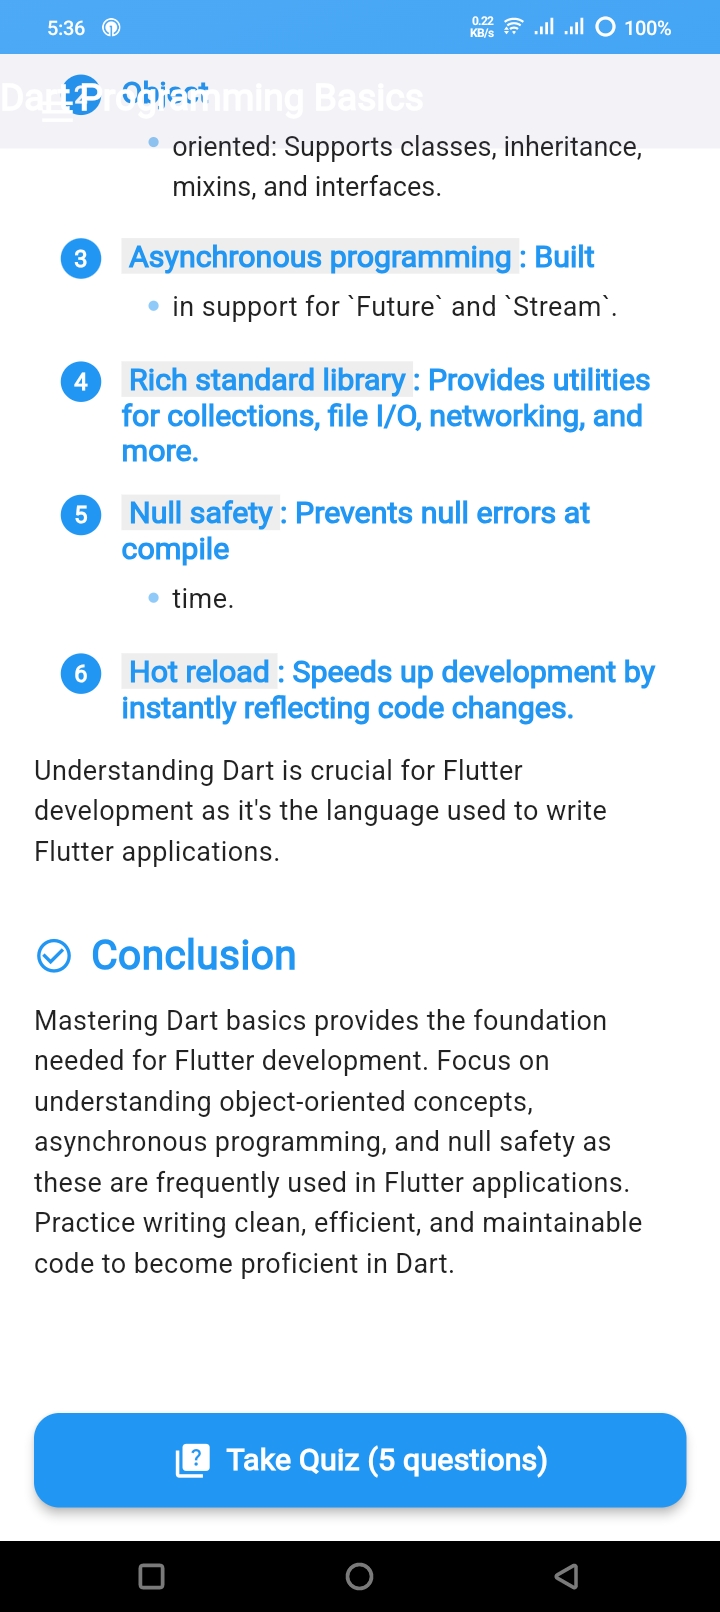 5:36 0.22 KB/s 100%
2 Object
Dart Programming Basics
oriented: Supports classes, inheritance,
mixins, and interfaces.
3 Asynchronous programming : Built
in support for `Future` and `Stream`.
4 Rich standard library : Provides utilities
for collections, file I/O, networking, and
more.
5 Null safety : Prevents null errors at
compile
time.
6 Hot reload : Speeds up development by
instantly reflecting code changes.
Understanding Dart is crucial for Flutter
development as it's the language used to write
Flutter applications.
Conclusion
Mastering Dart basics provides the foundation
needed for Flutter development. Focus on
understanding object-oriented concepts,
asynchronous programming, and null safety as
these are frequently used in Flutter applications.
Practice writing clean, efficient, and maintainable
code to become proficient in Dart.
Take Quiz (5 questions)